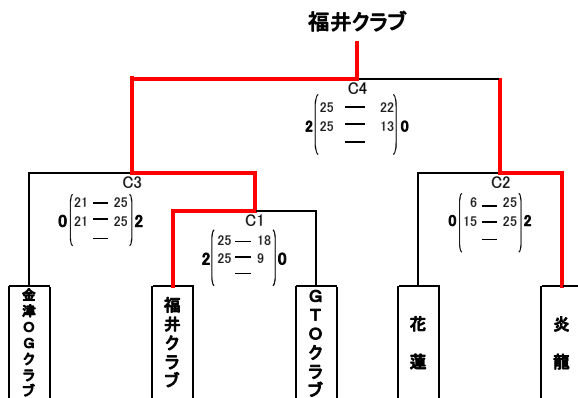 福井クラブ
C4
25 — 22
2 25 — 13 0
—
C3
21 — 25
0 21 — 25 2
—
C2
6 — 25
0 15 — 25 2
—
C1
25 — 18
2 25 — 9 0
—
金津OGクラブ
福井クラブ
GTOクラブ
花蓮
炎龍